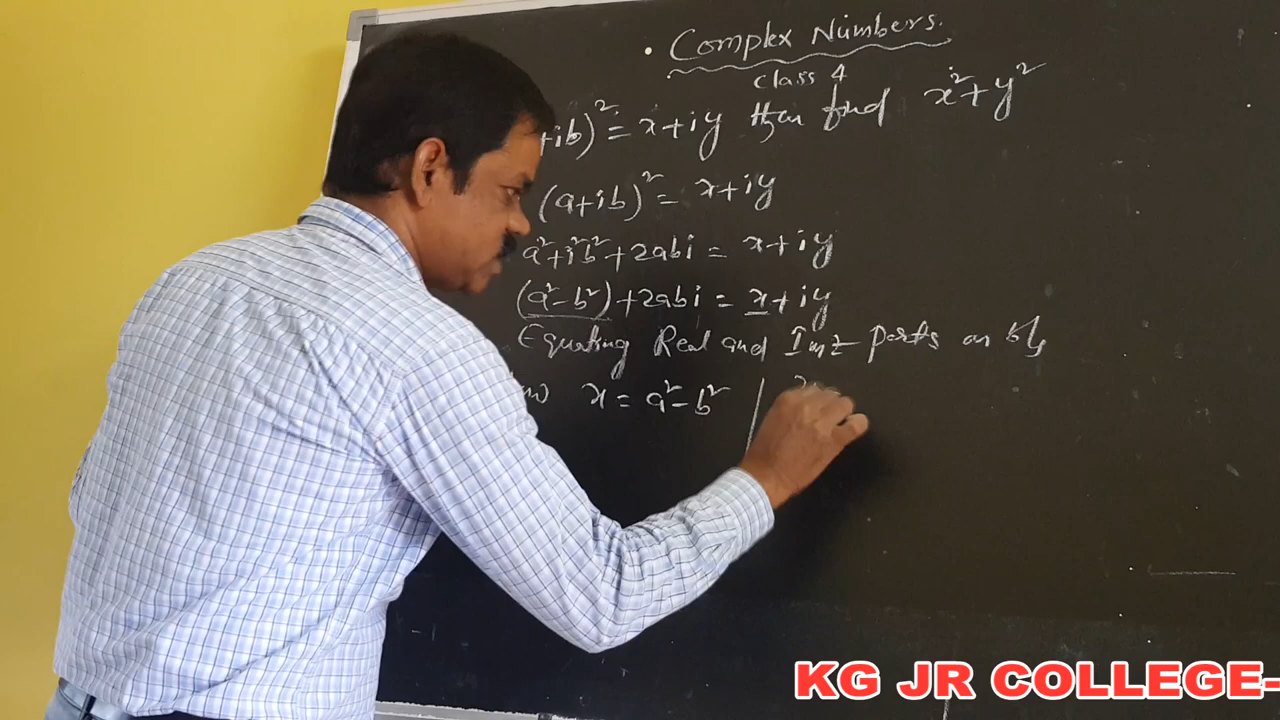 • Complex Numbers.
class 4
+ib)² = x+iy then find x²+y²
(a+ib)² = x+iy
a²+i²b²+2abi = x+iy
(a²-b²)+2abi = x+iy
Equating Real and Img parts on b/s
x = a²-b² |
KG JR COLLEGE-